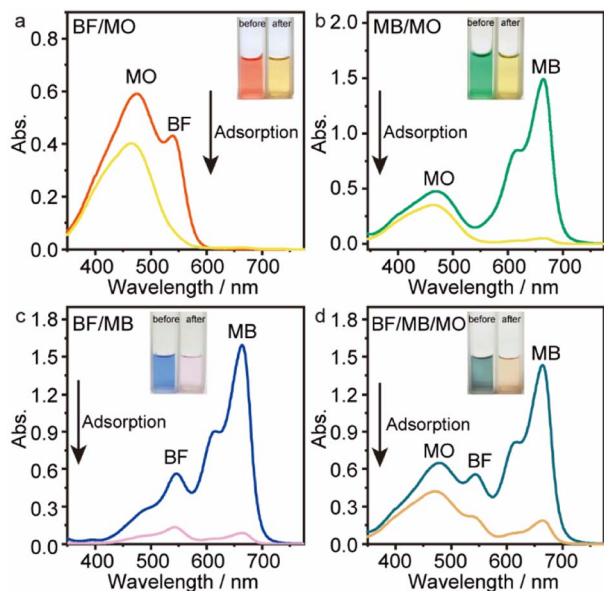 a BF/MO
before after
MO
BF
Adsorption
Abs.
0.8
0.6
0.4
0.2
0.0
400 500 600 700
Wavelength / nm
b MB/MO
before after
MB
Adsorption
MO
Abs.
2.0
1.5
1.0
0.5
0.0
400 500 600 700
Wavelength / nm
c BF/MB
before after
MB
Adsorption
BF
Abs.
1.8
1.5
1.2
0.9
0.6
0.3
0.0
400 500 600 700
Wavelength / nm
d BF/MB/MO
before after
MB
Adsorption
MO
BF
Abs.
1.8
1.5
1.2
0.9
0.6
0.3
0.0
400 500 600 700
Wavelength / nm